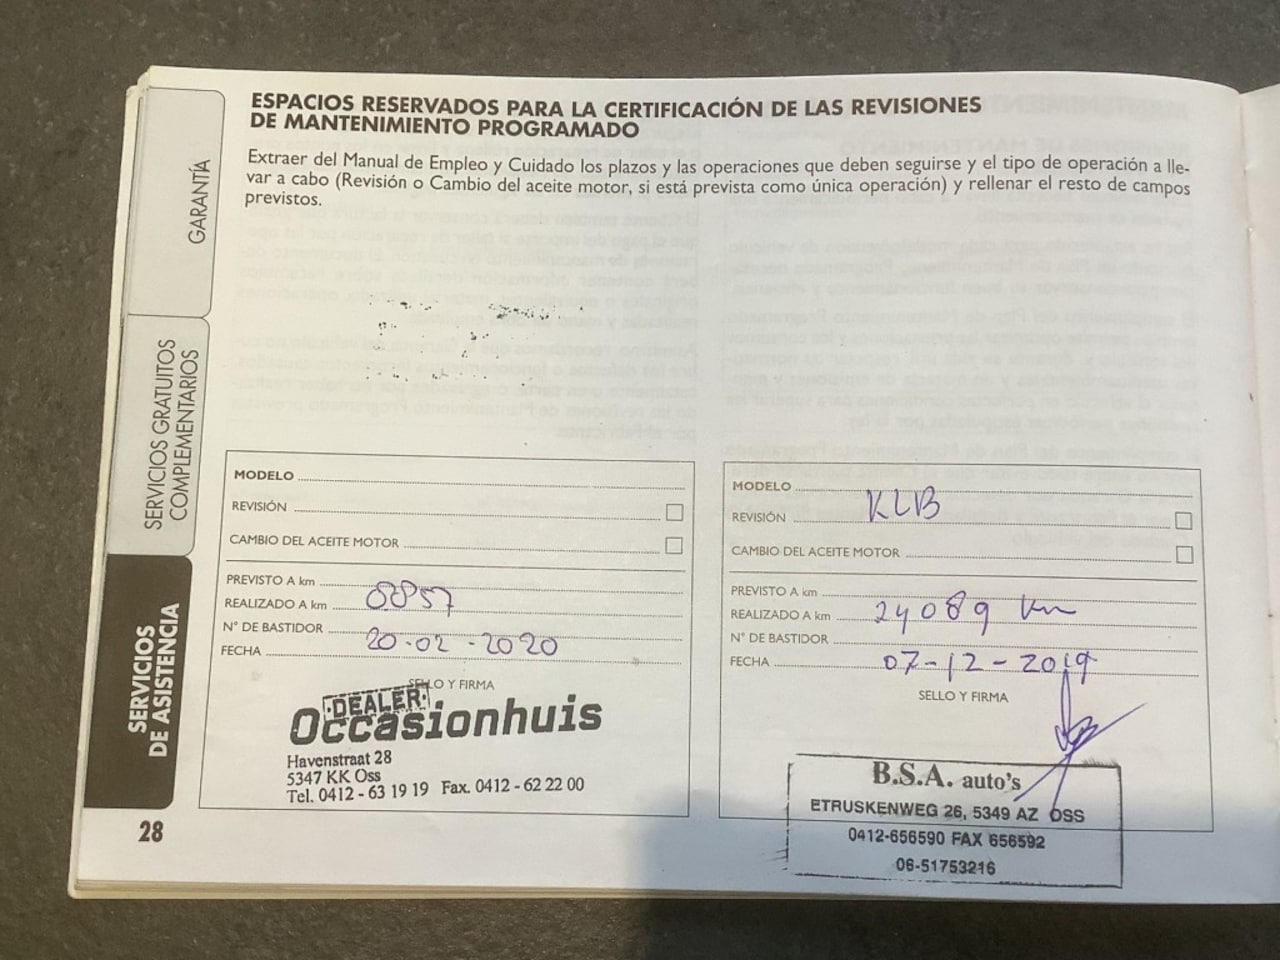 ESPACIOS RESERVADOS PARA LA CERTIFICACIÓN DE LAS REVISIONES
DE MANTENIMIENTO PROGRAMADO
Extraer del Manual de Empleo y Cuidado los plazos y las operaciones que deben seguirse y el tipo de operación a lle-
var a cabo (Revisión o Cambio del aceite motor, si está prevista como única operación) y rellenar el resto de campos
previstos.
GARANTÍA
SERVICIOS GRATUITOS
COMPLEMENTARIOS
SERVICIOS
DE ASISTENCIA
MODELO
REVISIÓN
CAMBIO DEL ACEITE MOTOR
PREVISTO A km
REALIZADO A km 8857
N° DE BASTIDOR
FECHA 20-02-2020
SELLO Y FIRMA
DEALER
Occasionhuis
Havenstraat 28
5347 KK Oss
Tel. 0412 - 63 19 19 Fax. 0412 - 62 22 00
MODELO
REVISIÓN KLB
CAMBIO DEL ACEITE MOTOR
PREVISTO A km
REALIZADO A km 24089 km
N° DE BASTIDOR
FECHA 07-12-2019
SELLO Y FIRMA
B.S.A. auto's
ETRUSKENWEG 26, 5349 AZ OSS
0412-656590 FAX 656592
06-51753216
28